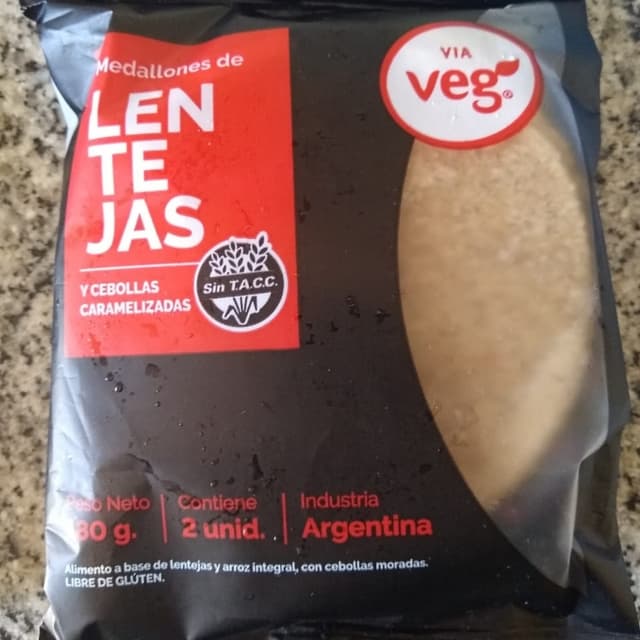 Medallones de
LEN
TE
JAS
Y CEBOLLAS
CARAMELIZADAS
Sin T.A.C.C.
VIA
veg®
Peso Neto
80 g.
Contiene
2 unid.
Industria
Argentina
Alimento a base de lentejas y arroz integral, con cebollas moradas.
LIBRE DE GLÚTEN.